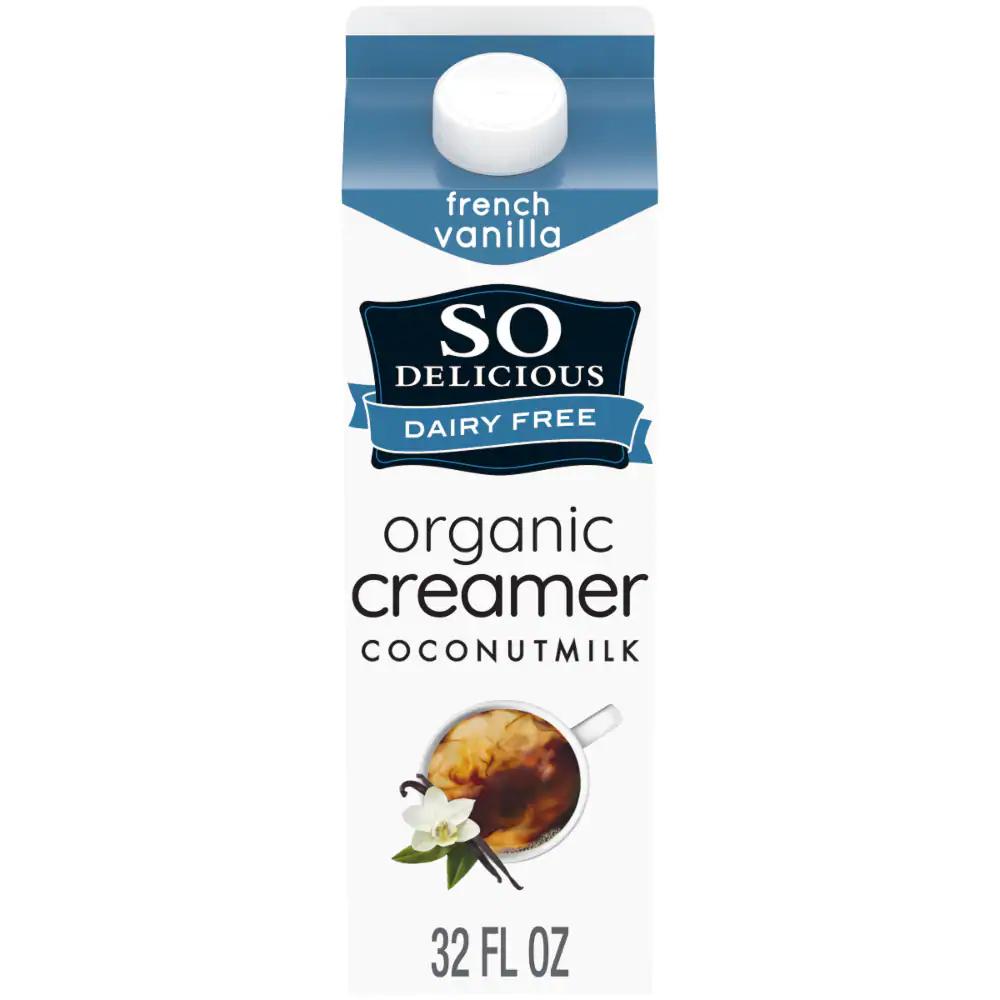 french
vanilla
SO
DELICIOUS
DAIRY FREE
organic
creamer
COCONUTMILK
32 FL OZ